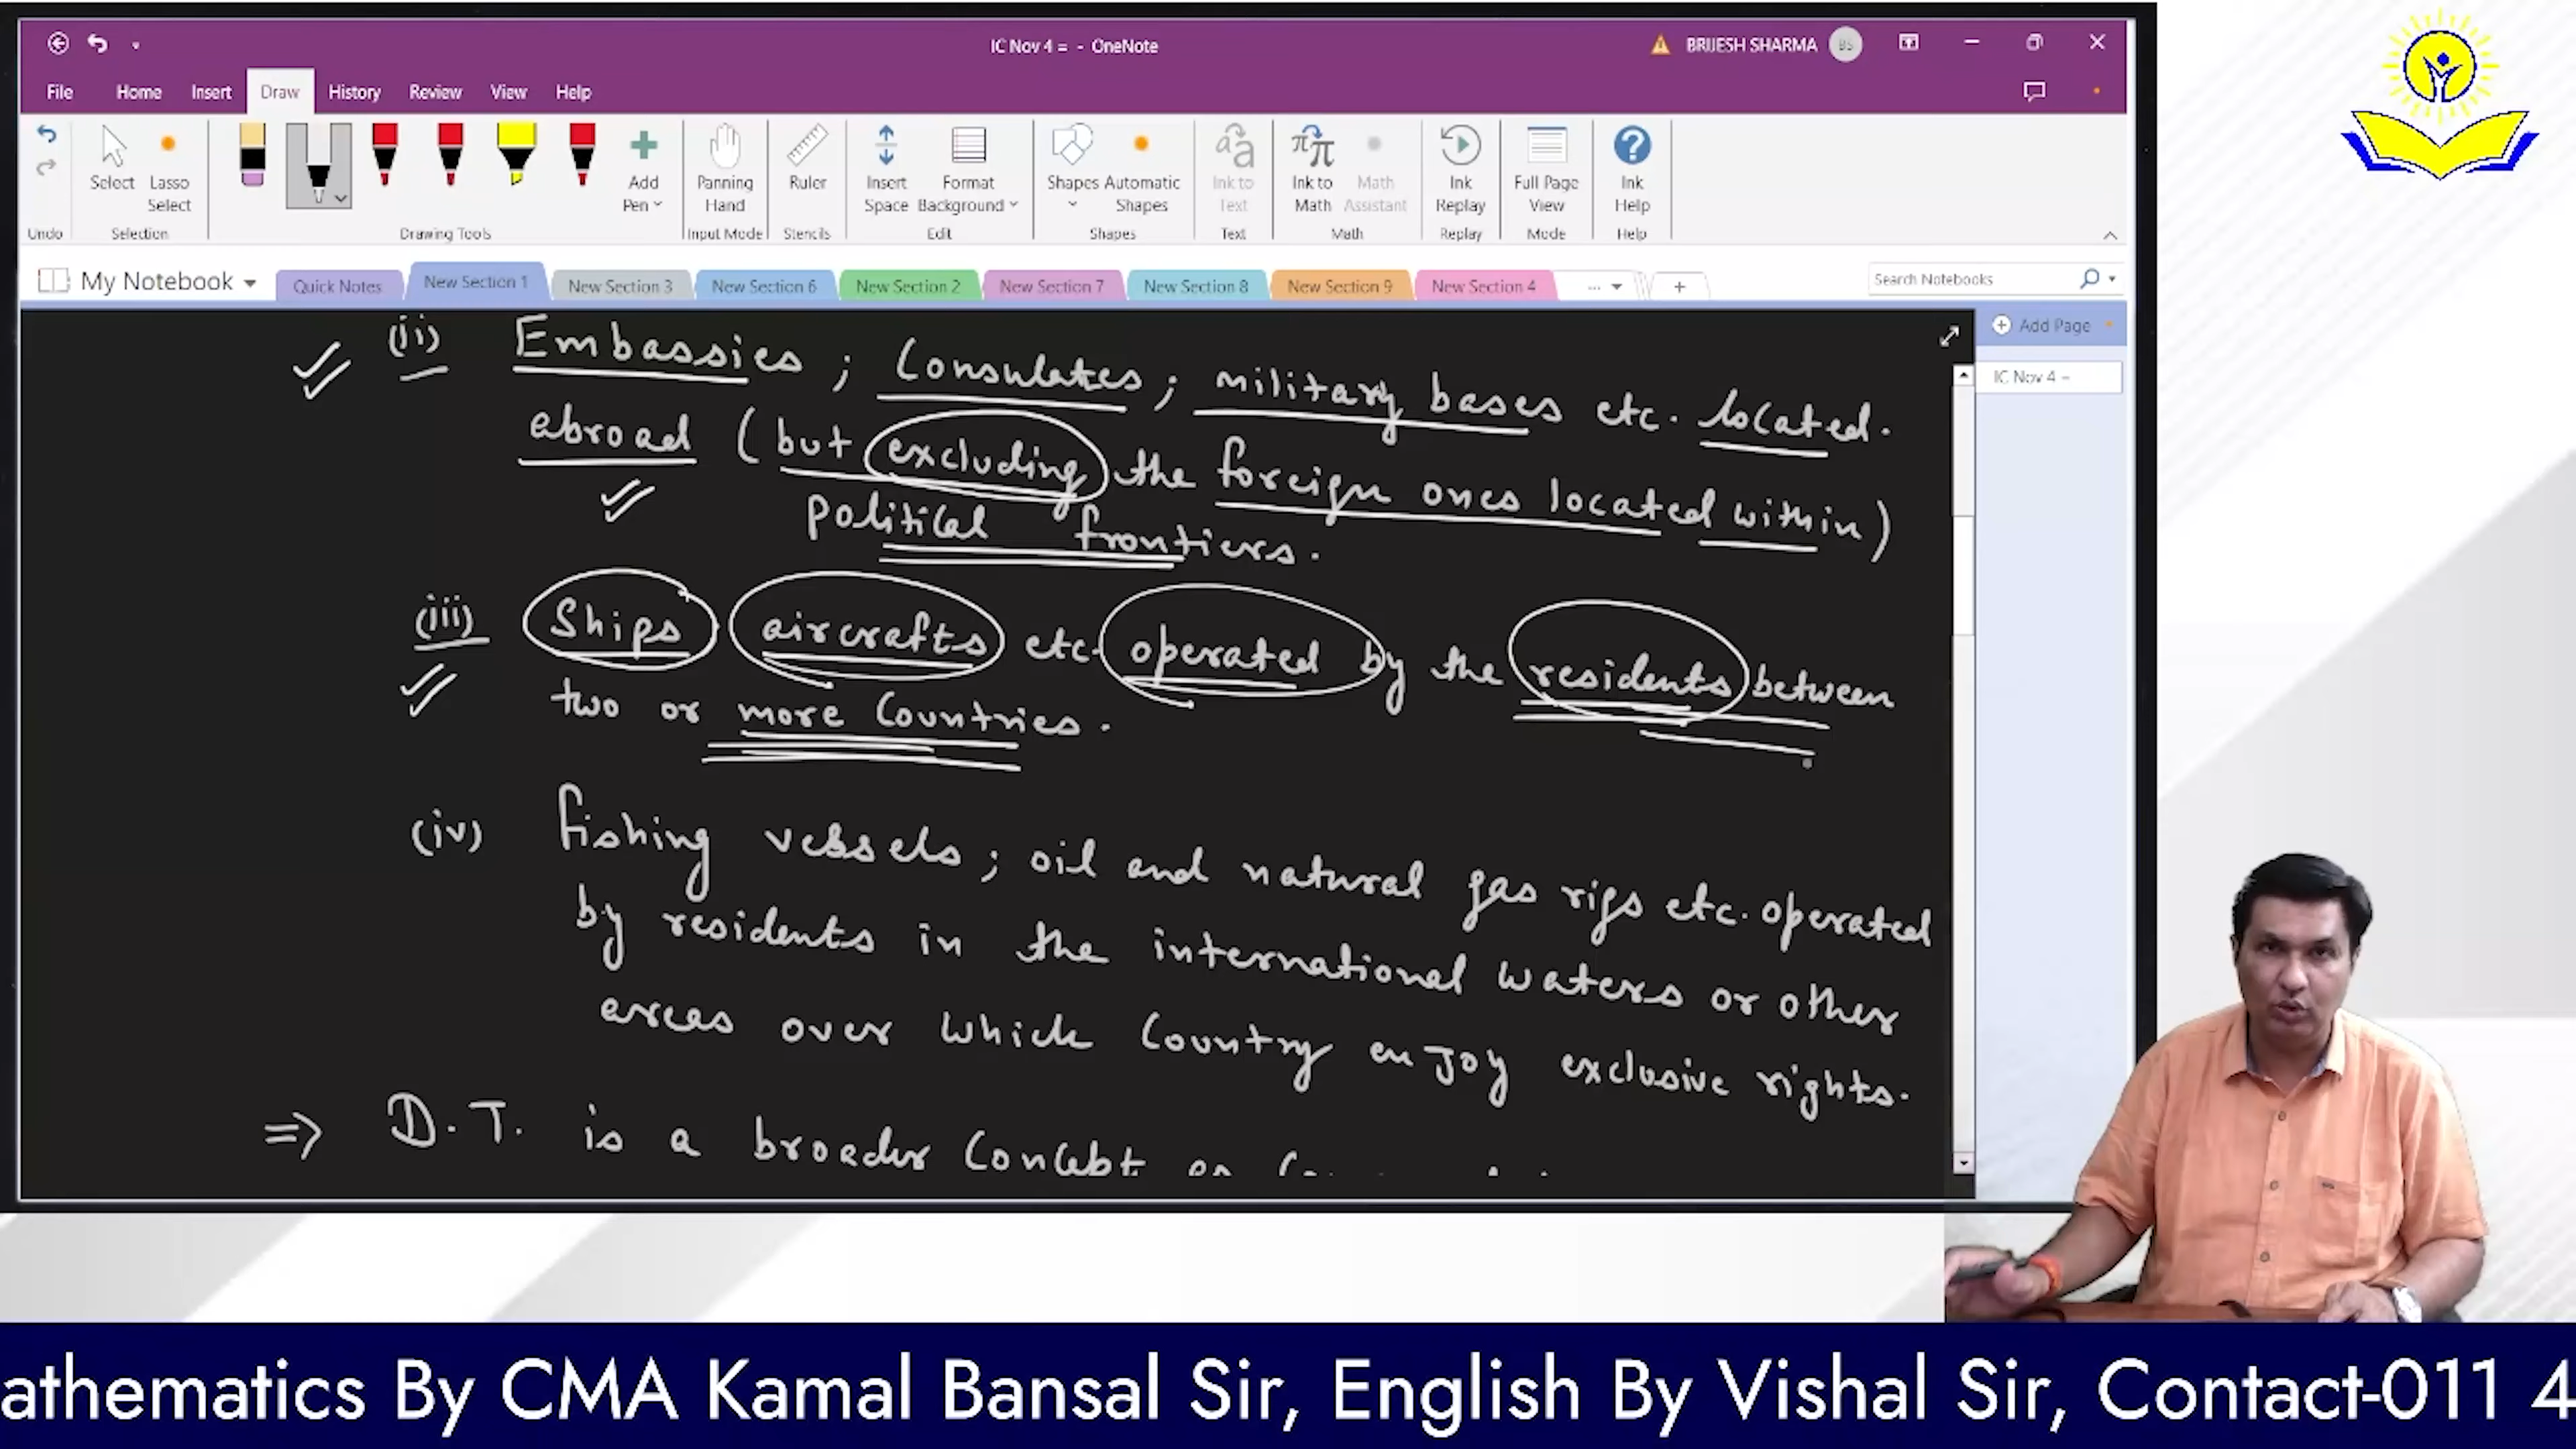 IC Nov 4 = - OneNote
BRIJESH SHARMA
BS
File Home Insert Draw History Review View Help
Undo
Select
Lasso Select
Selection
Drawing Tools
Add Pen
Panning Hand
Input Mode
Ruler
Stencils
Insert Space
Format Background
Edit
Shapes
Automatic Shapes
Shapes
Ink to Text
Text
Ink to Math
Math Assistant
Math
Ink Replay
Replay
Full Page View
Mode
Ink Help
Help
My Notebook
Quick Notes
New Section 1
New Section 3
New Section 6
New Section 2
New Section 7
New Section 8
New Section 9
New Section 4
...
+
Search Notebooks
Add Page
IC Nov 4 =
(ii) Embassies ; Consulates ; military bases etc. located.
abroad (but excluding the foreign ones located within)
political frontiers.
(iii) Ships aircrafts etc. operated by the residents between
two or more Countries.
(iv) fishing vessels ; oil and natural gas rigs etc. operated
by residents in the international waters or other
areas over which Country enjoy exclusive rights.
=> D.T. is a broader Concept as
athematics By CMA Kamal Bansal Sir, English By Vishal Sir, Contact-011 4